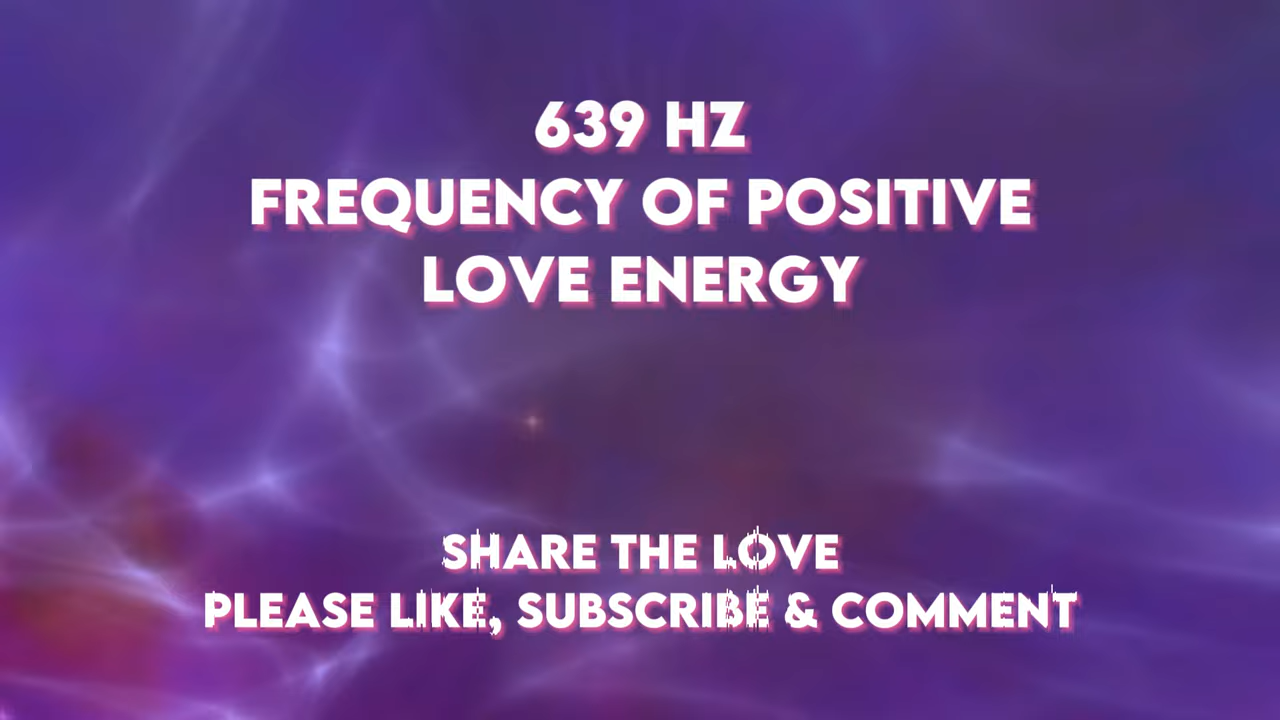 639 HZ
FREQUENCY OF POSITIVE
LOVE ENERGY
SHARE THE LOVE
PLEASE LIKE, SUBSCRIBE & COMMENT